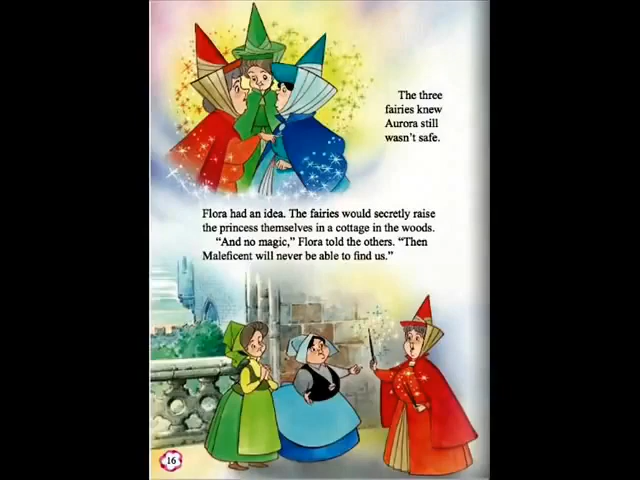 The three
fairies knew
Aurora still
wasn't safe.
Flora had an idea. The fairies would secretly raise
the princess themselves in a cottage in the woods.
"And no magic," Flora told the others. "Then
Maleficent will never be able to find us."
16